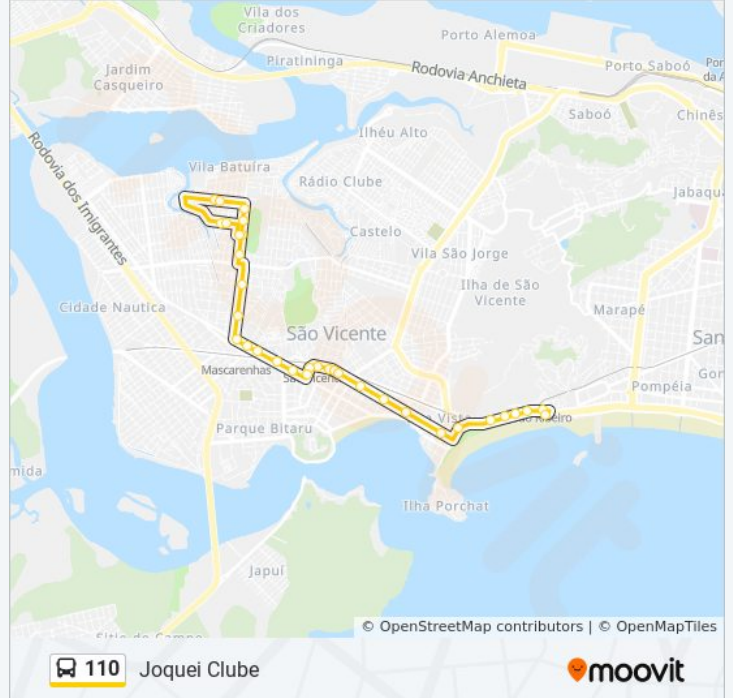 Vila dos
Criadores
Porto Alemoa
Piratininga
Jardim
Casqueiro
Rodovia Anchieta
Porto Saboó
Saboó
Chinês
Ilhéu Alto
Rodovia dos Imigrantes
Vila Batuíra
Rádio Clube
Castelo
Vila São Jorge
Ilha de São
Vicente
Cidade Nautica
Marapé
São Vicente
San
Mascarenhas
Pompéia
Gon
Parque Bitaru
Ilha Porchat
Japuí
© OpenStreetMap contributors | © OpenMapTiles
110 Joquei Clube
moovit